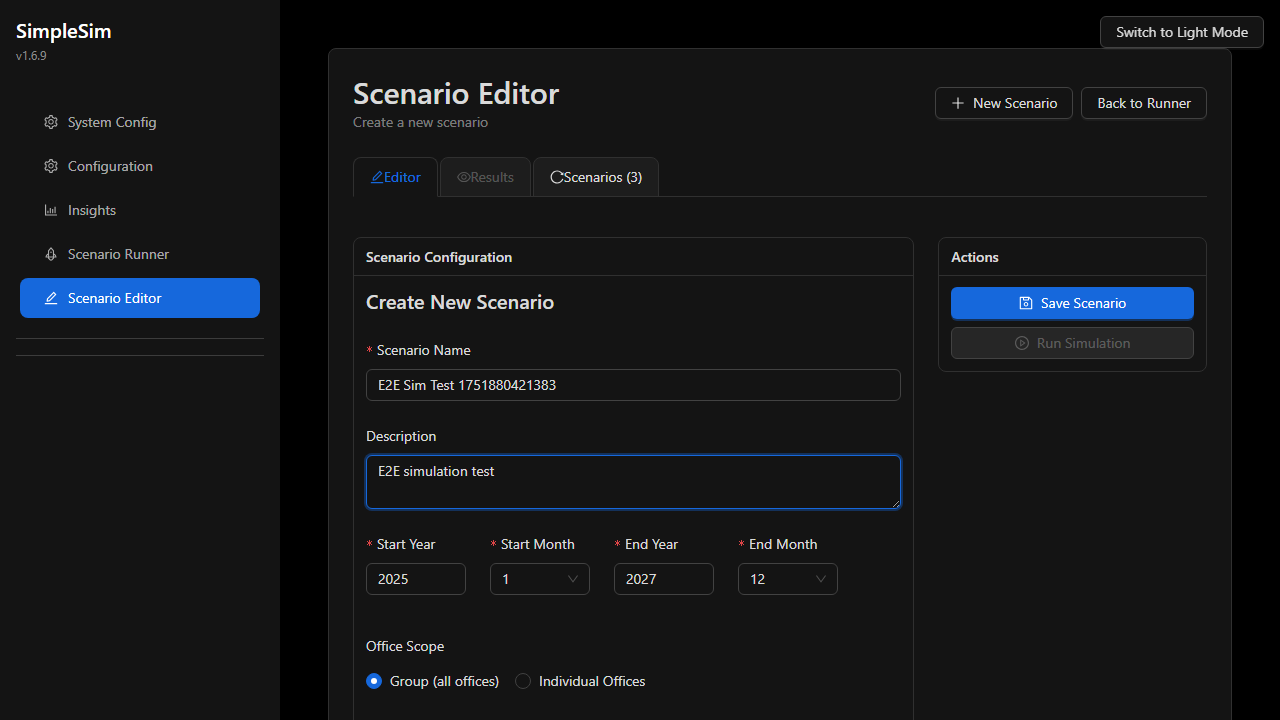 SimpleSim
v1.6.9
System Config
Configuration
Insights
Scenario Runner
Scenario Editor
Switch to Light Mode
Scenario Editor
Create a new scenario
New Scenario
Back to Runner
Editor
Results
Scenarios (3)
Scenario Configuration
Create New Scenario
* Scenario Name
E2E Sim Test 1751880421383
Description
E2E simulation test
* Start Year * Start Month * End Year * End Month
2025 1 2027 12
Office Scope
Group (all offices) Individual Offices
Actions
Save Scenario
Run Simulation